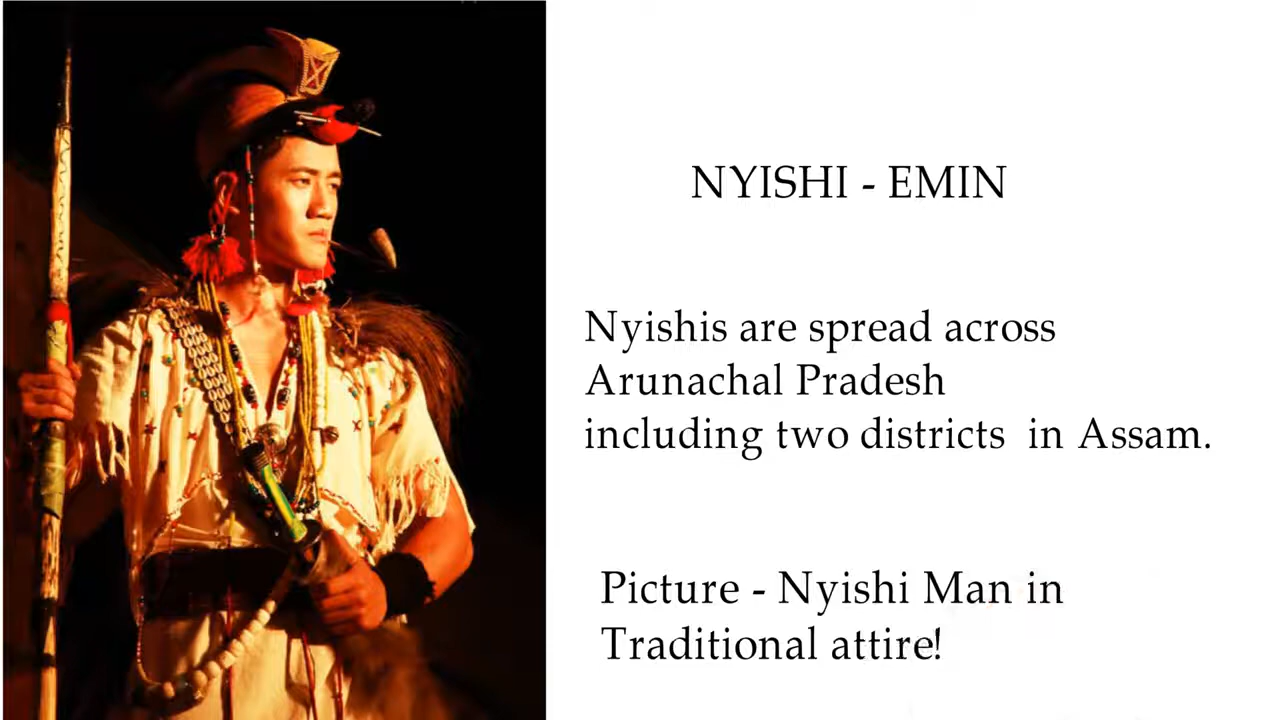 NYISHI - EMIN
Nyishis are spread across
Arunachal Pradesh
including two districts in Assam.
Picture - Nyishi Man in
Traditional attire!